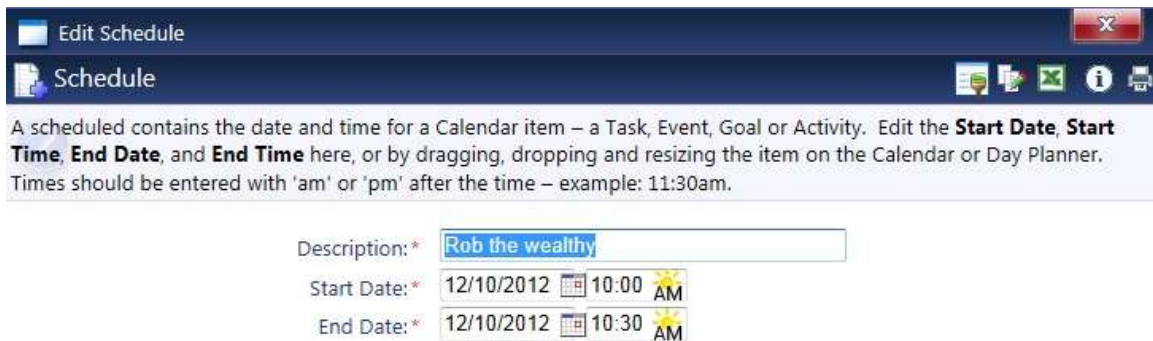 Edit Schedule
Schedule
A scheduled contains the date and time for a Calendar item – a Task, Event, Goal or Activity. Edit the Start Date, Start
Time, End Date, and End Time here, or by dragging, dropping and resizing the item on the Calendar or Day Planner.
Times should be entered with 'am' or 'pm' after the time – example: 11:30am.
Description:* Rob the wealthy
Start Date:* 12/10/2012 10:00 AM
End Date:* 12/10/2012 10:30 AM